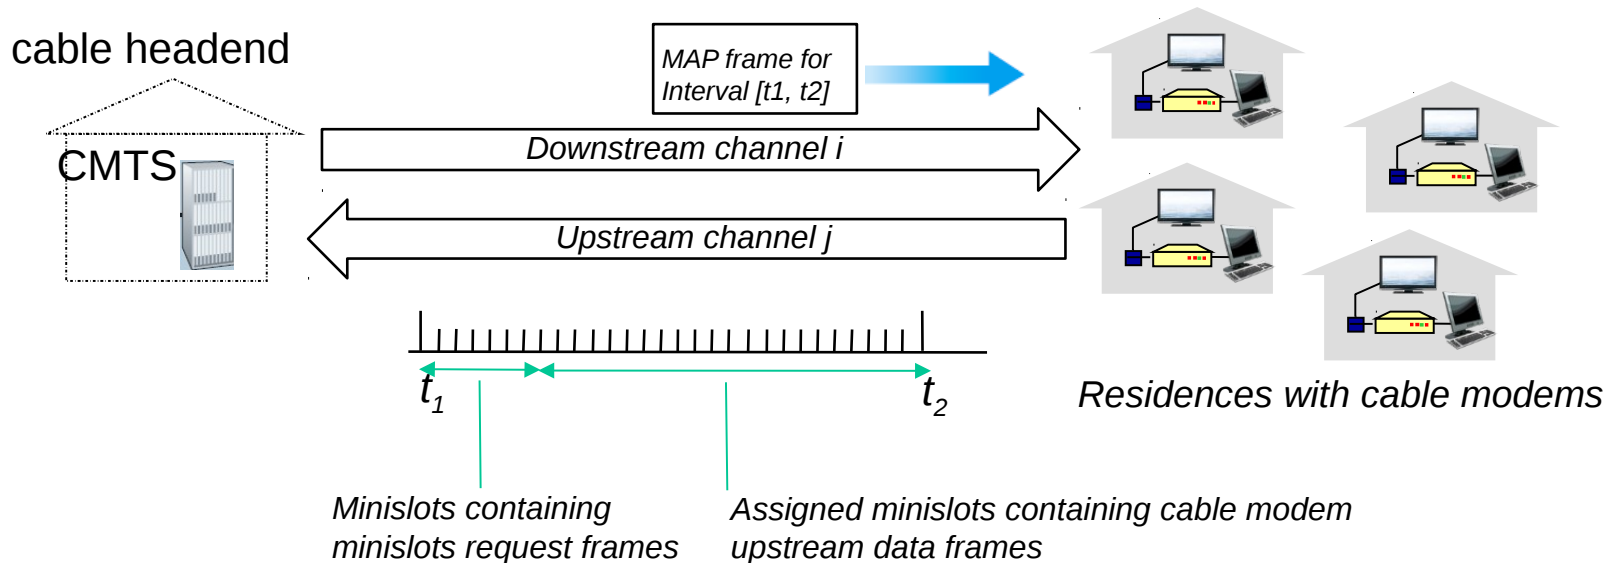 cable headend
MAP frame for
Interval [t1, t2]
CMTS
Downstream channel i
Upstream channel j
t1
t2
Residences with cable modems
Minislots containing
minislots request frames
Assigned minislots containing cable modem
upstream data frames